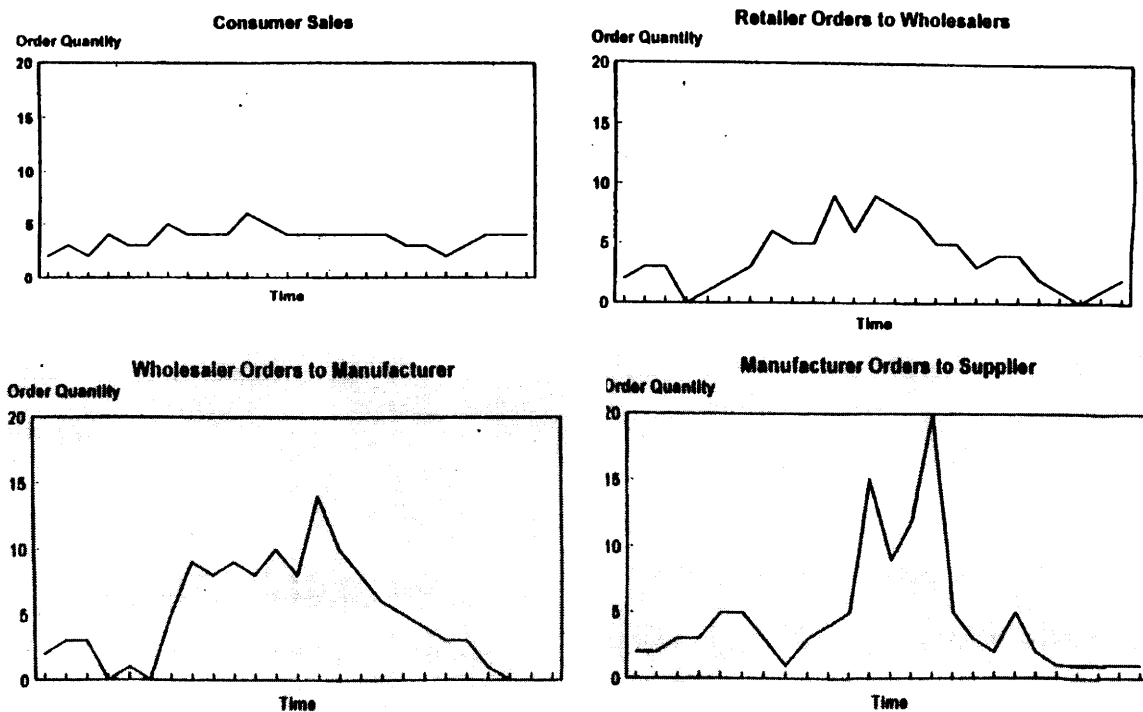 Consumer Sales
Order Quantity
20
15
10
5
0
Time
Retailer Orders to Wholesalers
Order Quantity
20
15
10
5
0
Time
Wholesaler Orders to Manufacturer
Order Quantity
20
15
10
5
0
Time
Manufacturer Orders to Supplier
Order Quantity
20
15
10
5
0
Time